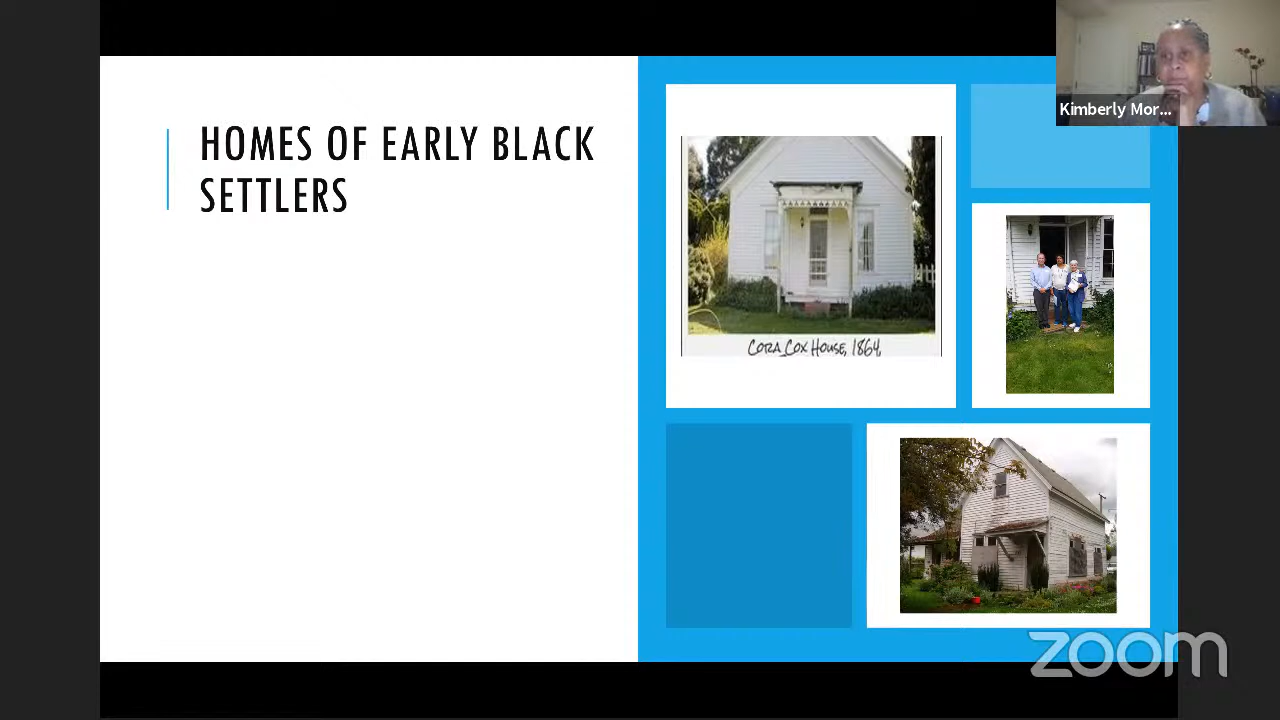 HOMES OF EARLY BLACK
SETTLERS
Kimberly Mor...
CORA COX HOUSE, 1864,
zoom